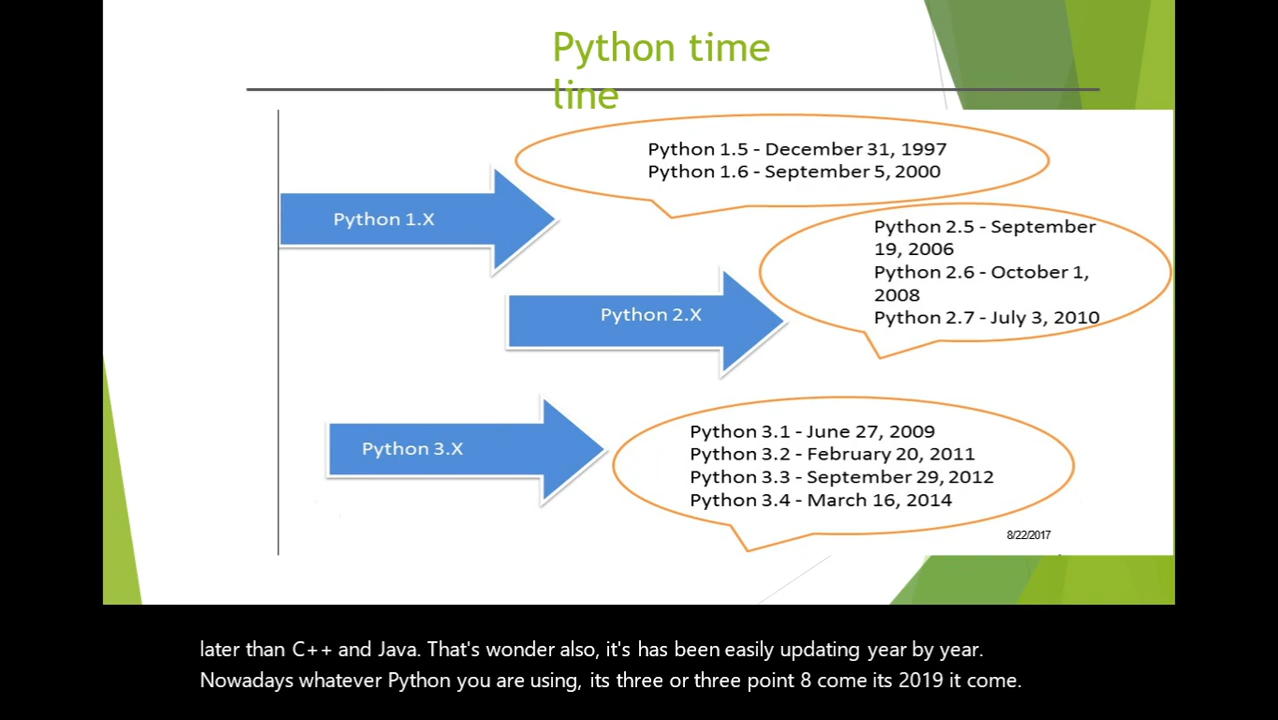 Python time
line
Python 1.5 - December 31, 1997
Python 1.6 - September 5, 2000
Python 1.X
Python 2.5 - September
19, 2006
Python 2.6 - October 1,
2008
Python 2.7 - July 3, 2010
Python 2.X
Python 3.1 - June 27, 2009
Python 3.2 - February 20, 2011
Python 3.3 - September 29, 2012
Python 3.4 - March 16, 2014
Python 3.X
8/22/2017
later than C++ and Java. That's wonder also, it's has been easily updating year by year.
Nowadays whatever Python you are using, its three or three point 8 come its 2019 it come.